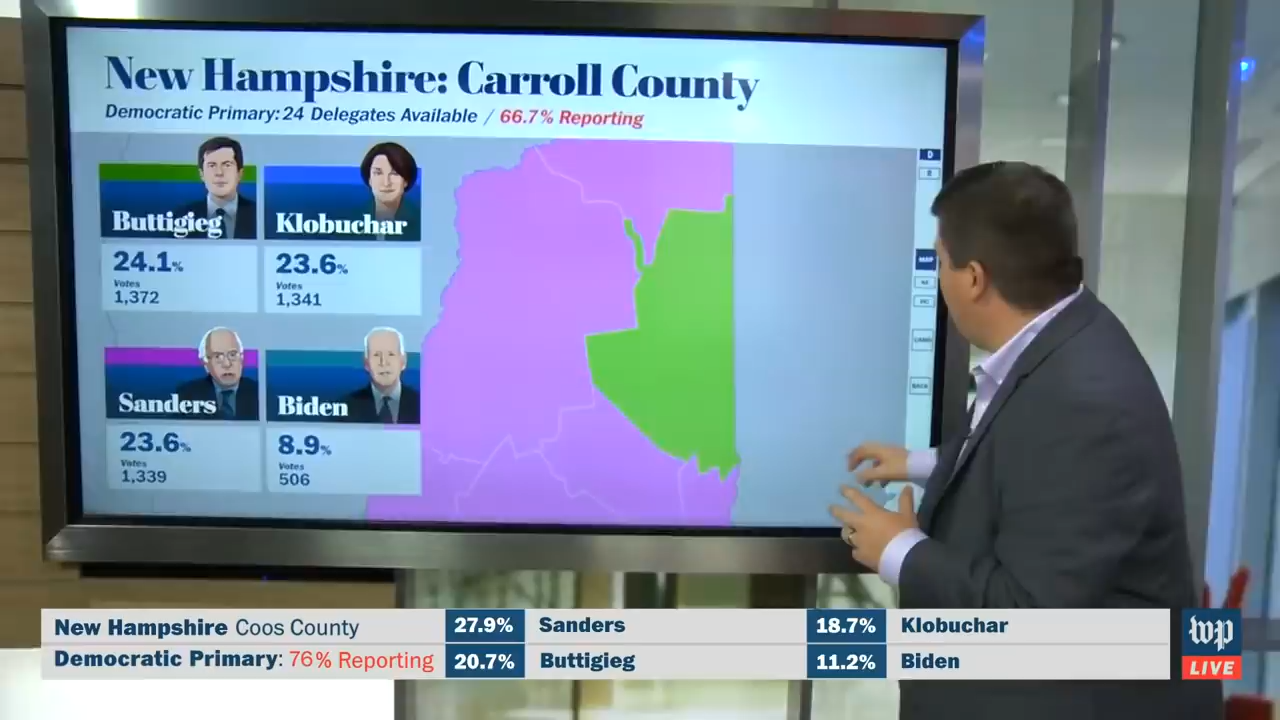 New Hampshire: Carroll County
Democratic Primary: 24 Delegates Available / 66.7% Reporting
Buttigieg
24.1%
Votes
1,372
Klobuchar
23.6%
Votes
1,341
Sanders
23.6%
Votes
1,339
Biden
8.9%
Votes
506
D
MAP
New Hampshire Coos County
Democratic Primary: 76% Reporting
27.9% Sanders
20.7% Buttigieg
18.7% Klobuchar
11.2% Biden
wp
LIVE